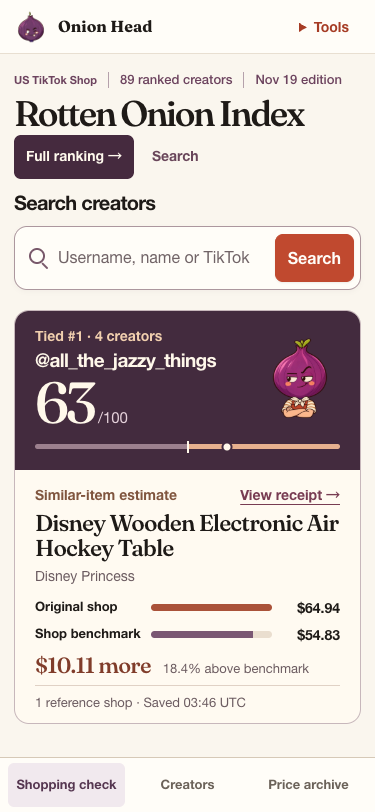 Onion Head
▶ Tools
US TikTok Shop | 89 ranked creators | Nov 19 edition
Rotten Onion Index
Full ranking →
Search
Search creators
Username, name or TikTok
Search
Tied #1 · 4 creators
@all_the_jazzy_things
63/100
Similar-item estimate
View receipt →
Disney Wooden Electronic Air
Hockey Table
Disney Princess
Original shop $64.94
Shop benchmark $54.83
$10.11 more 18.4% above benchmark
1 reference shop · Saved 03:46 UTC
Shopping check
Creators
Price archive